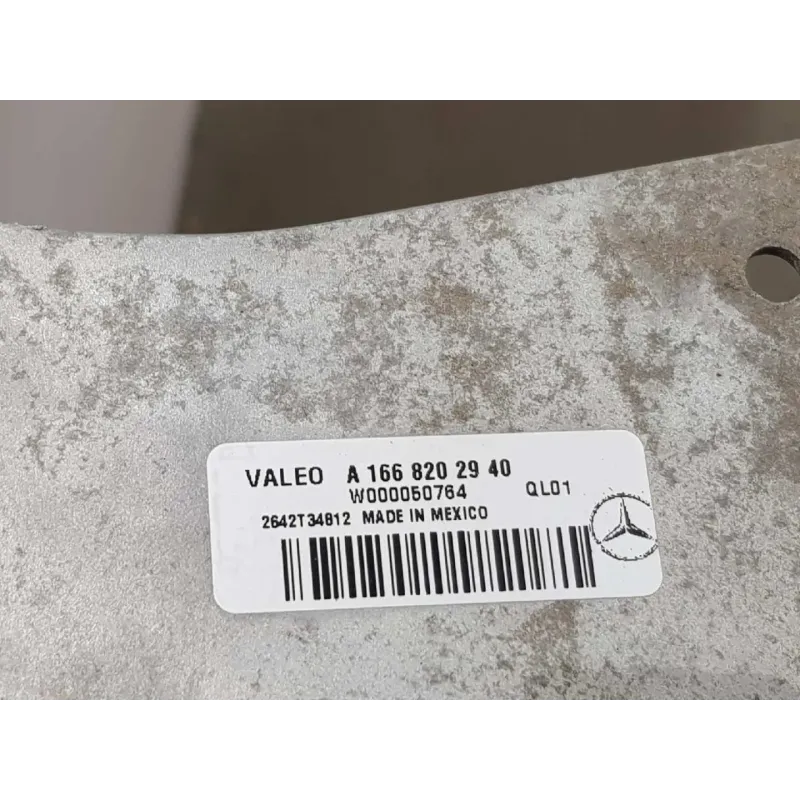 VALEO A 166 820 29 40
W000050764 QL01
2642T34812 MADE IN MEXICO